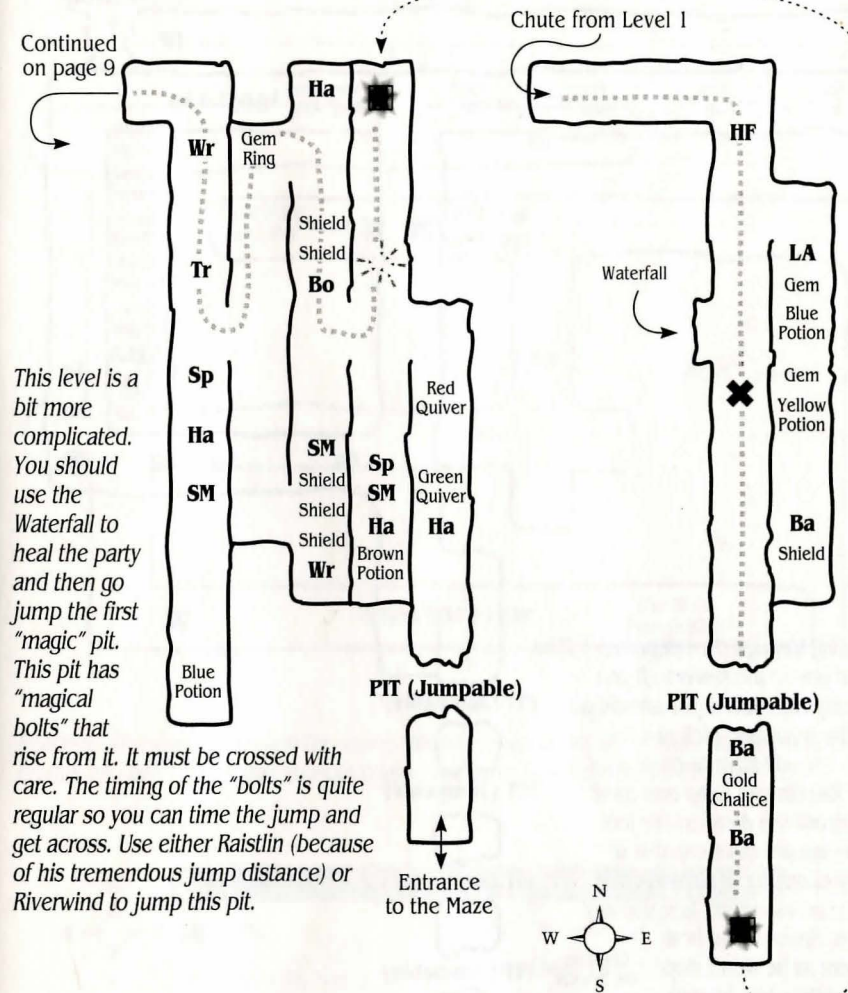 Chute from Level 1
Continued
on page 9
Ha
Wr
Gem
Ring
HF
Shield
Shield
Bo
Tr
Waterfall
LA
Gem
Blue
Potion
Gem
Yellow
Potion
Sp
Ha
SM
Red
Quiver
SM
Shield
Shield
Shield
Wr
Sp
SM
Ha
Brown
Potion
Green
Quiver
Ha
Ba
Shield
Blue
Potion
This level is a
bit more
complicated.
You should
use the
Waterfall to
heal the party
and then go
jump the first
"magic" pit.
This pit has
"magical
bolts" that
rise from it. It must be crossed with
care. The timing of the "bolts" is quite
regular so you can time the jump and
get across. Use either Raistlin (because
of his tremendous jump distance) or
Riverwind to jump this pit.
PIT (Jumpable)
Entrance
to the Maze
PIT (Jumpable)
Ba
Gold
Chalice
Ba
N
W
E
S